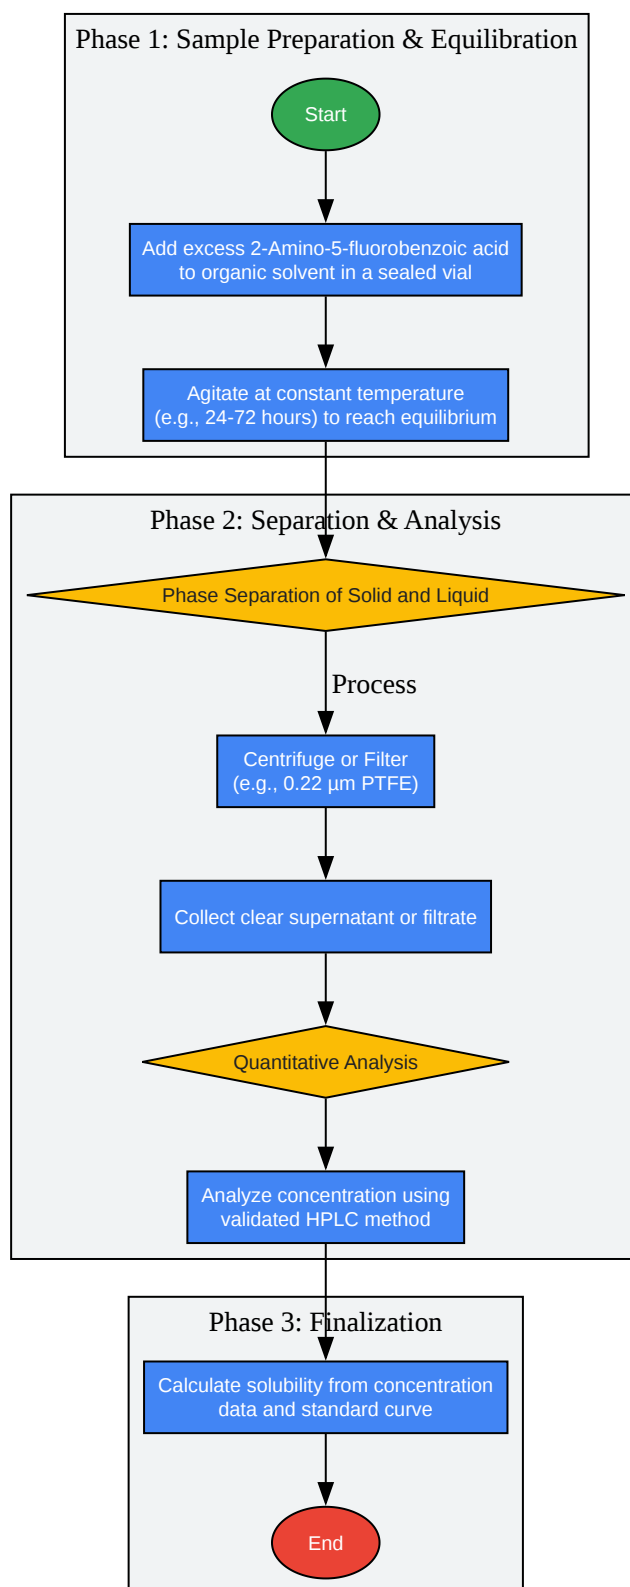 Phase 1: Sample Preparation & Equilibration
Start
Add excess 2-Amino-5-fluorobenzoic acid
to organic solvent in a sealed vial
Agitate at constant temperature
(e.g., 24-72 hours) to reach equilibrium
Phase 2: Separation & Analysis
Phase Separation of Solid and Liquid
Process
Centrifuge or Filter
(e.g., 0.22 µm PTFE)
Collect clear supernatant or filtrate
Quantitative Analysis
Analyze concentration using
validated HPLC method
Phase 3: Finalization
Calculate solubility from concentration
data and standard curve
End